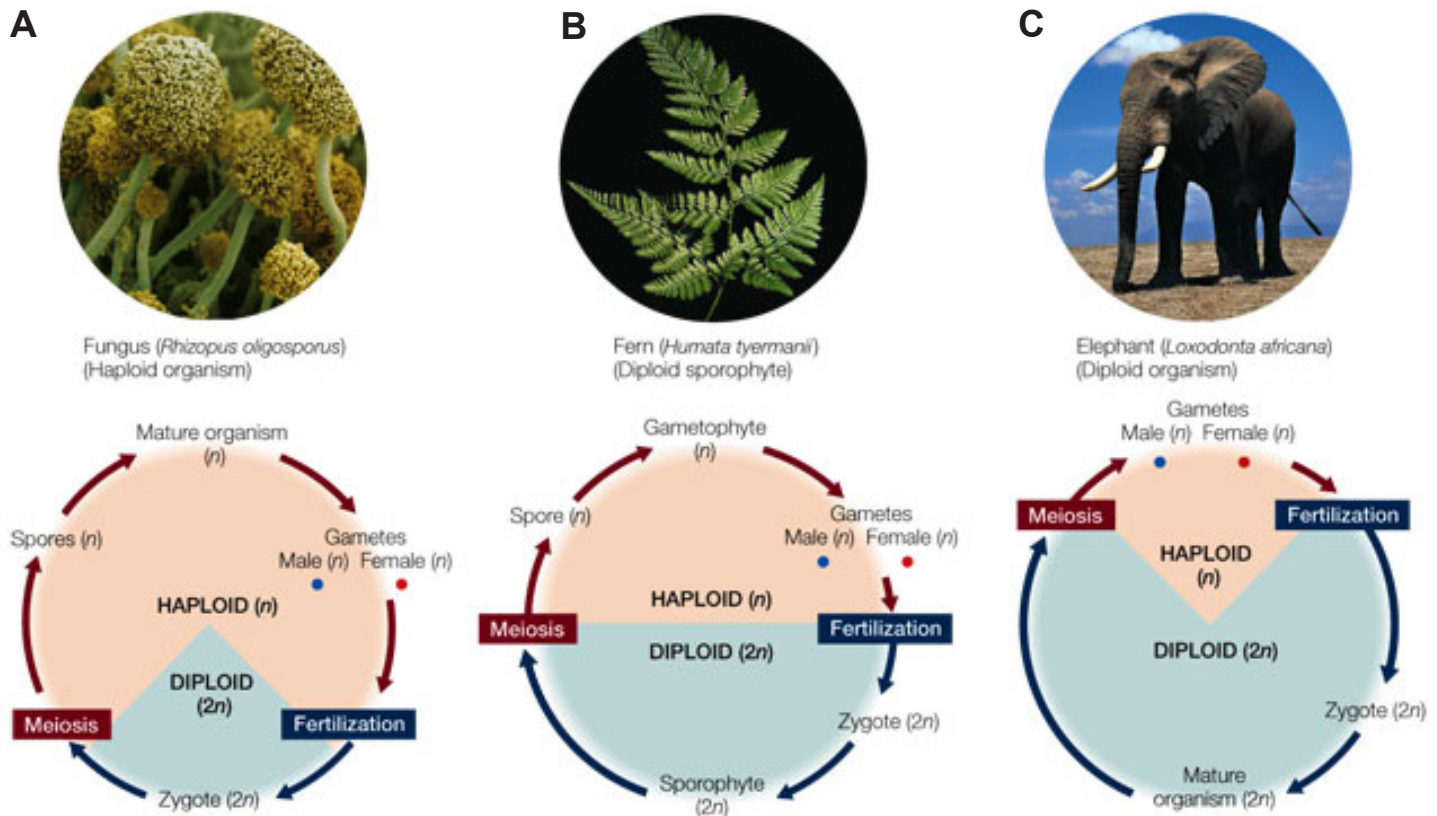 A
B
C
Fungus (Rhizopus oligosporus)
(Haploid organism)
Fern (Humata tyermanii)
(Diploid sporophyte)
Elephant (Loxodonta africana)
(Diploid organism)
Mature organism
(n)
Spores (n)
Gametes
Male (n) Female (n)
HAPLOID (n)
DIPLOID
(2n)
Meiosis
Fertilization
Zygote (2n)
Gametophyte
(n)
Spore (n)
Gametes
Male (n) Female (n)
HAPLOID (n)
Meiosis
Fertilization
DIPLOID (2n)
Zygote (2n)
Sporophyte
(2n)
Gametes
Male (n) Female (n)
Meiosis
Fertilization
HAPLOID
(n)
DIPLOID (2n)
Zygote (2n)
Mature
organism (2n)